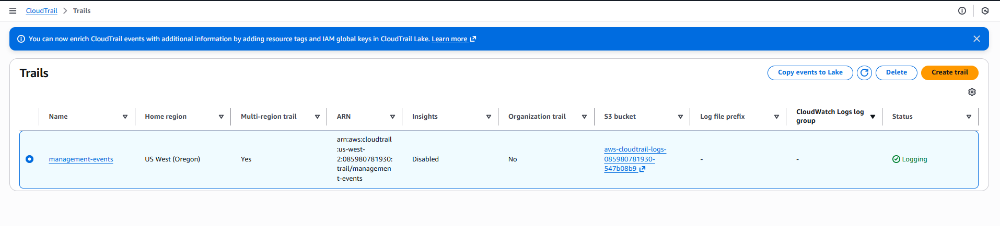 CloudTrail > Trails
You can now enrich CloudTrail events with additional information by adding resource tags and IAM global keys in CloudTrail Lake. Learn more
Trails
Copy events to Lake
Delete
Create trail
Name
Home region
Multi-region trail
ARN
Insights
Organization trail
S3 bucket
Log file prefix
CloudWatch Logs log
group
Status
management-events
US West (Oregon)
Yes
arn:aws:cloudtrail
:us-west-
2:085980781930:
trail/managemen
t-events
Disabled
No
aws-cloudtrail-logs-
085980781930-
547b08b9
-
-
Logging